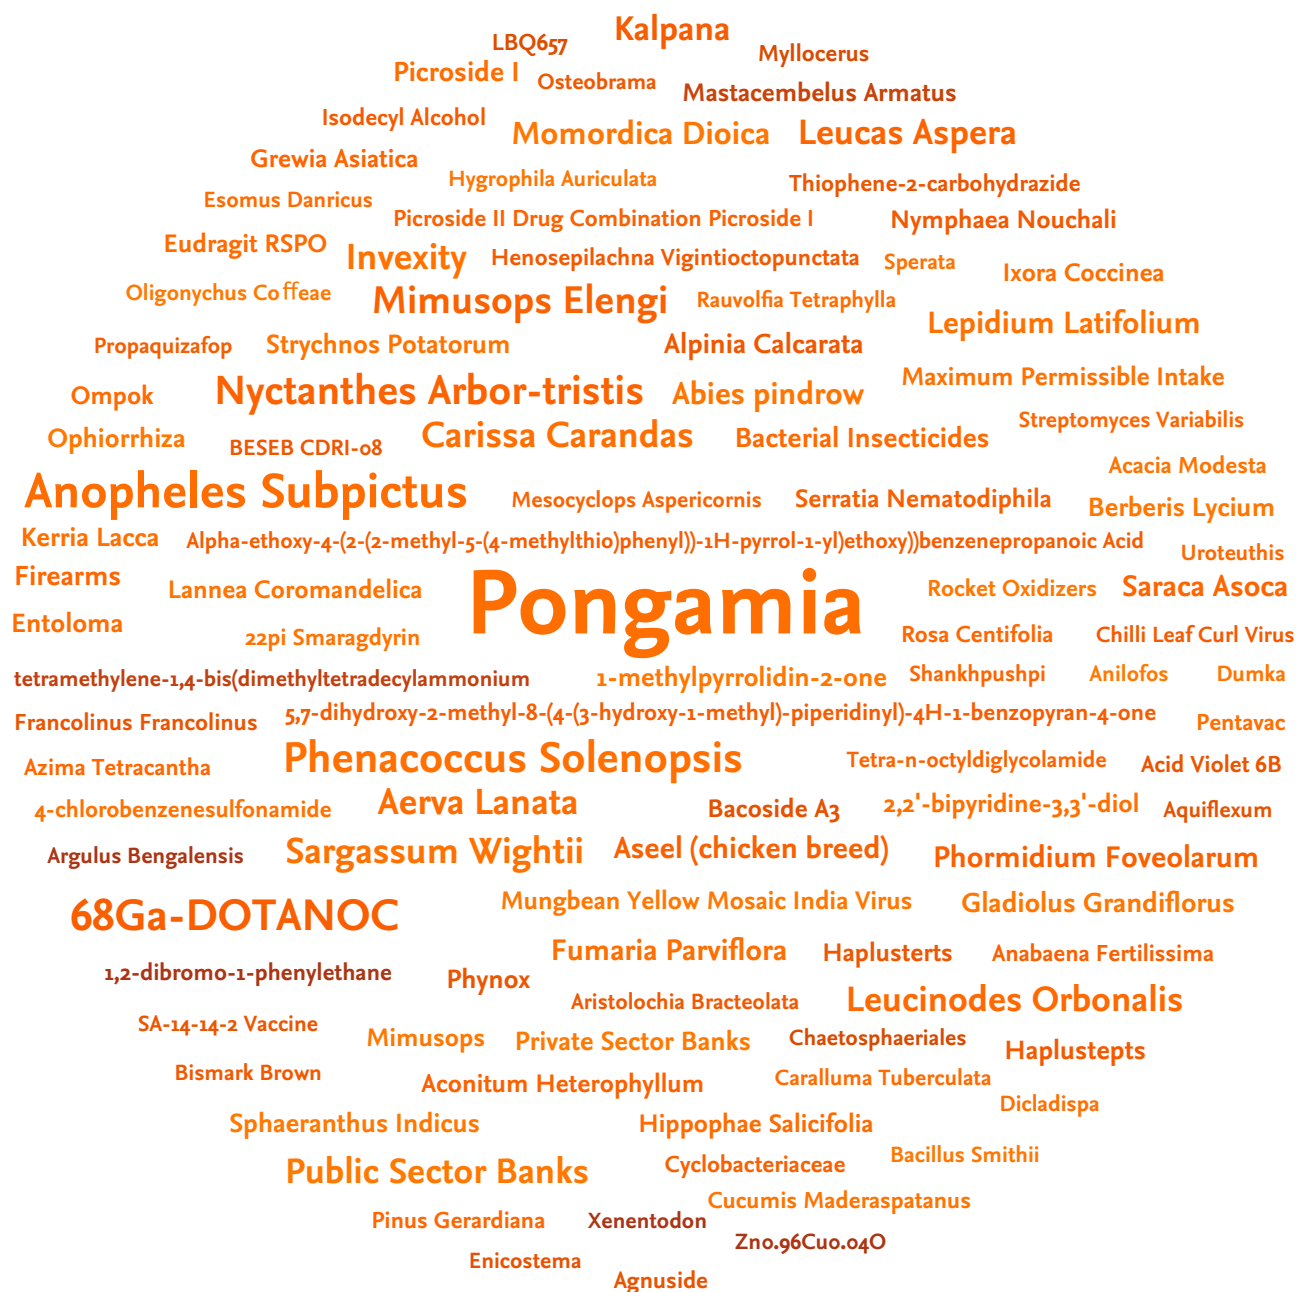 Kalpana
LBQ657
Myllocerus
Picroside I
Osteobrama
Mastacembelus Armatus
Isodecyl Alcohol
Momordica Dioica
Leucas Aspera
Grewia Asiatica
Hygrophila Auriculata
Thiophene-2-carbohydrazide
Esomus Danricus
Picroside II Drug Combination Picroside I
Nymphaea Nouchali
Eudragit RSPO
Invexity
Henosepilachna Vigintioctopunctata
Sperata
Ixora Coccinea
Oligonychus Coffeae
Mimusops Elengi
Rauvolfia Tetraphylla
Lepidium Latifolium
Propaquizafop
Strychnos Potatorum
Alpinia Calcarata
Maximum Permissible Intake
Ompok
Nyctanthes Arbor-tristis
Abies pindrow
Streptomyces Variabilis
Ophiorrhiza
BESEB CDRI-08
Carissa Carandas
Bacterial Insecticides
Acacia Modesta
Anopheles Subpictus
Mesocyclops Aspericornis
Serratia Nematodiphila
Berberis Lycium
Kerria Lacca
Alpha-ethoxy-4-(2-(2-methyl-5-(4-methylthio)phenyl))-1H-pyrrol-1-yl)ethoxy))benzenepropanoic Acid
Uroteuthis
Firearms
Lannea Coromandelica
Pongamia
Rocket Oxidizers
Saraca Asoca
Entoloma
22pi Smaragdyrin
Rosa Centifolia
Chilli Leaf Curl Virus
tetramethylene-1,4-bis(dimethyltetradecylammonium
1-methylpyrrolidin-2-one
Shankhpushpi
Anilofos
Dumka
Francolinus Francolinus
5,7-dihydroxy-2-methyl-8-(4-(3-hydroxy-1-methyl)-piperidinyl)-4H-1-benzopyran-4-one
Pentavac
Azima Tetracantha
Phenacoccus Solenopsis
Tetra-n-octyldiglycolamide
Acid Violet 6B
4-chlorobenzenesulfonamide
Aerva Lanata
Bacoside A3
2,2'-bipyridine-3,3'-diol
Aquiflexum
Argulus Bengalensis
Sargassum Wightii
Aseel (chicken breed)
Phormidium Foveolarum
68Ga-DOTANOC
Mungbean Yellow Mosaic India Virus
Gladiolus Grandiflorus
Fumaria Parviflora
Haplusterts
Anabaena Fertilissima
1,2-dibromo-1-phenylethane
Phynox
Aristolochia Bracteolata
Leucinodes Orbonalis
SA-14-14-2 Vaccine
Mimusops
Private Sector Banks
Chaetosphaeriales
Haplustepts
Bismark Brown
Aconitum Heterophyllum
Caralluma Tuberculata
Dicladispa
Sphaeranthus Indicus
Hippophae Salicifolia
Public Sector Banks
Cyclobacteriaceae
Bacillus Smithii
Cucumis Maderaspatanus
Pinus Gerardiana
Xenentodon
Zn0.96Cu0.04O
Enicostema
Agnuside